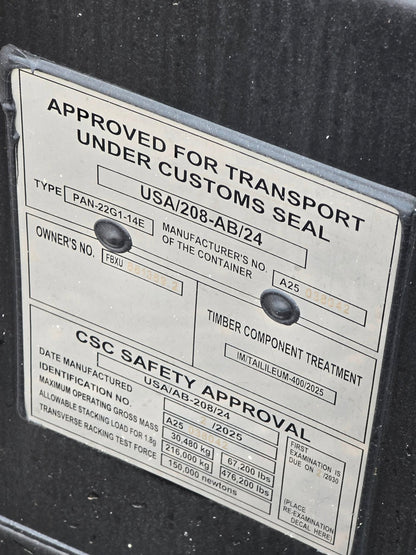 APPROVED FOR TRANSPORT
UNDER CUSTOMS SEAL
USA/208-AB/24
TYPE PAN-22G1-14E
MANUFACTURER'S NO.
OF THE CONTAINER A25
OWNER'S NO. FBXU
TIMBER COMPONENT TREATMENT
IM/TAILILEUM-400/2025
CSC SAFETY APPROVAL
USA/AB-208/24
DATE MANUFACTURED /2025
IDENTIFICATION NO. A25
MAXIMUM OPERATING GROSS MASS 30,480 kg 67,200 lbs
ALLOWABLE STACKING LOAD FOR 1.8g 216,000 kg 476,200 lbs
TRANSVERSE RACKING TEST FORCE 150,000 newtons
FIRST
EXAMINATION IS
DUE ON /2030
(PLACE
RE-EXAMINATION
DECAL HERE)